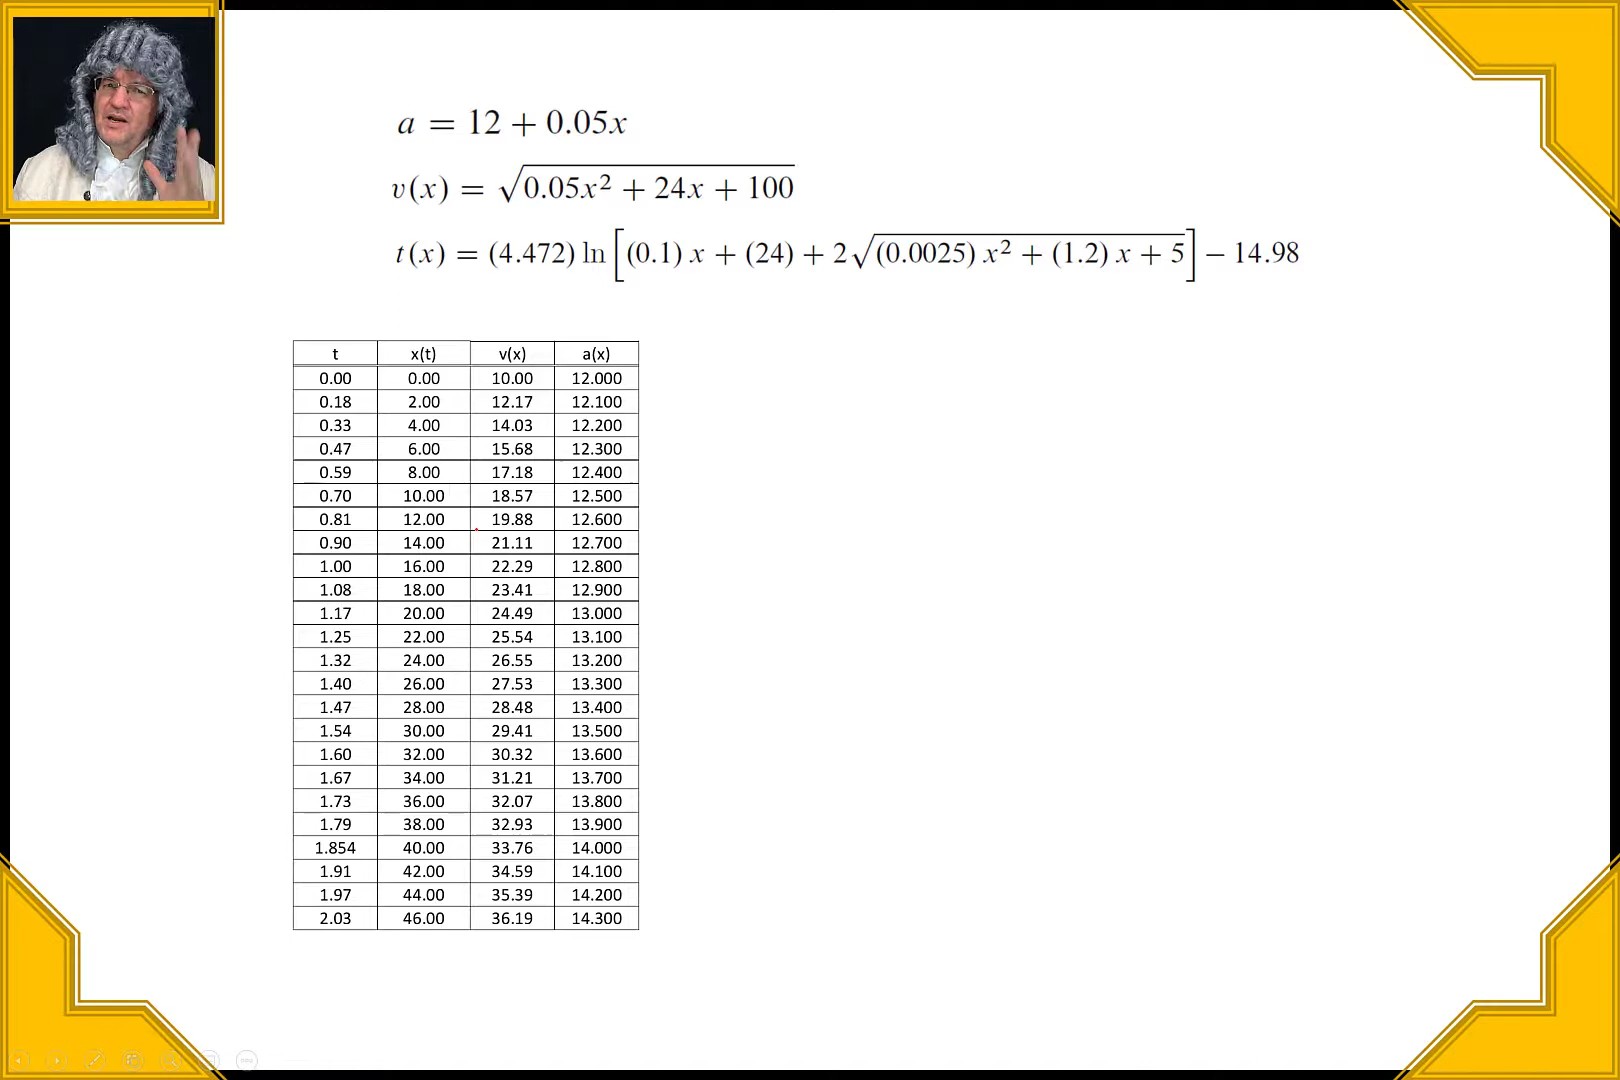 a = 12 + 0.05x
v(x) = √(0.05x² + 24x + 100)
t(x) = (4.472) ln [(0.1) x + (24) + 2√((0.0025) x² + (1.2) x + 5)] − 14.98
t x(t) v(x) a(x)
0.00 0.00 10.00 12.000
0.18 2.00 12.17 12.100
0.33 4.00 14.03 12.200
0.47 6.00 15.68 12.300
0.59 8.00 17.18 12.400
0.70 10.00 18.57 12.500
0.81 12.00 19.88 12.600
0.90 14.00 21.11 12.700
1.00 16.00 22.29 12.800
1.08 18.00 23.41 12.900
1.17 20.00 24.49 13.000
1.25 22.00 25.54 13.100
1.32 24.00 26.55 13.200
1.40 26.00 27.53 13.300
1.47 28.00 28.48 13.400
1.54 30.00 29.41 13.500
1.60 32.00 30.32 13.600
1.67 34.00 31.21 13.700
1.73 36.00 32.07 13.800
1.79 38.00 32.93 13.900
1.854 40.00 33.76 14.000
1.91 42.00 34.59 14.100
1.97 44.00 35.39 14.200
2.03 46.00 36.19 14.300